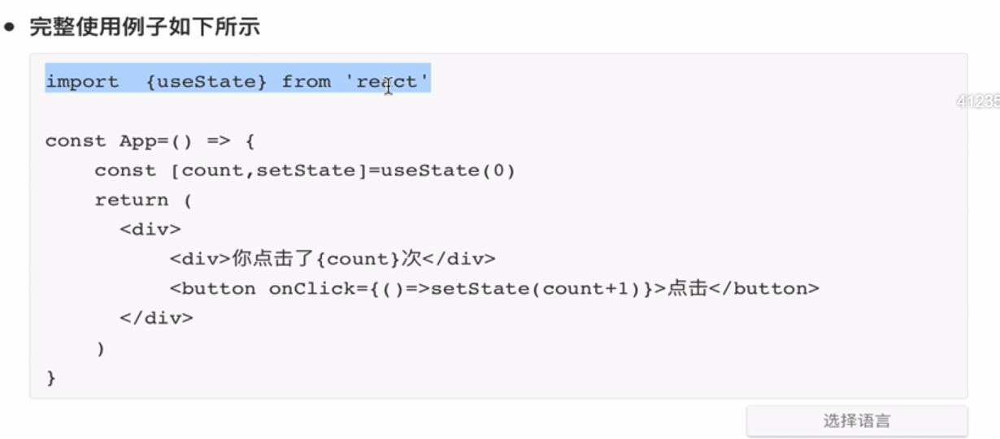 ● 完整使用例子如下所示
import  {useState} from 'react'
41235
const App=() => {
    const [count,setState]=useState(0)
    return (
      <div>
          <div>你点击了{count}次</div>
          <button onClick={()=>setState(count+1)}>点击</button>
      </div>
    )
}
选择语言